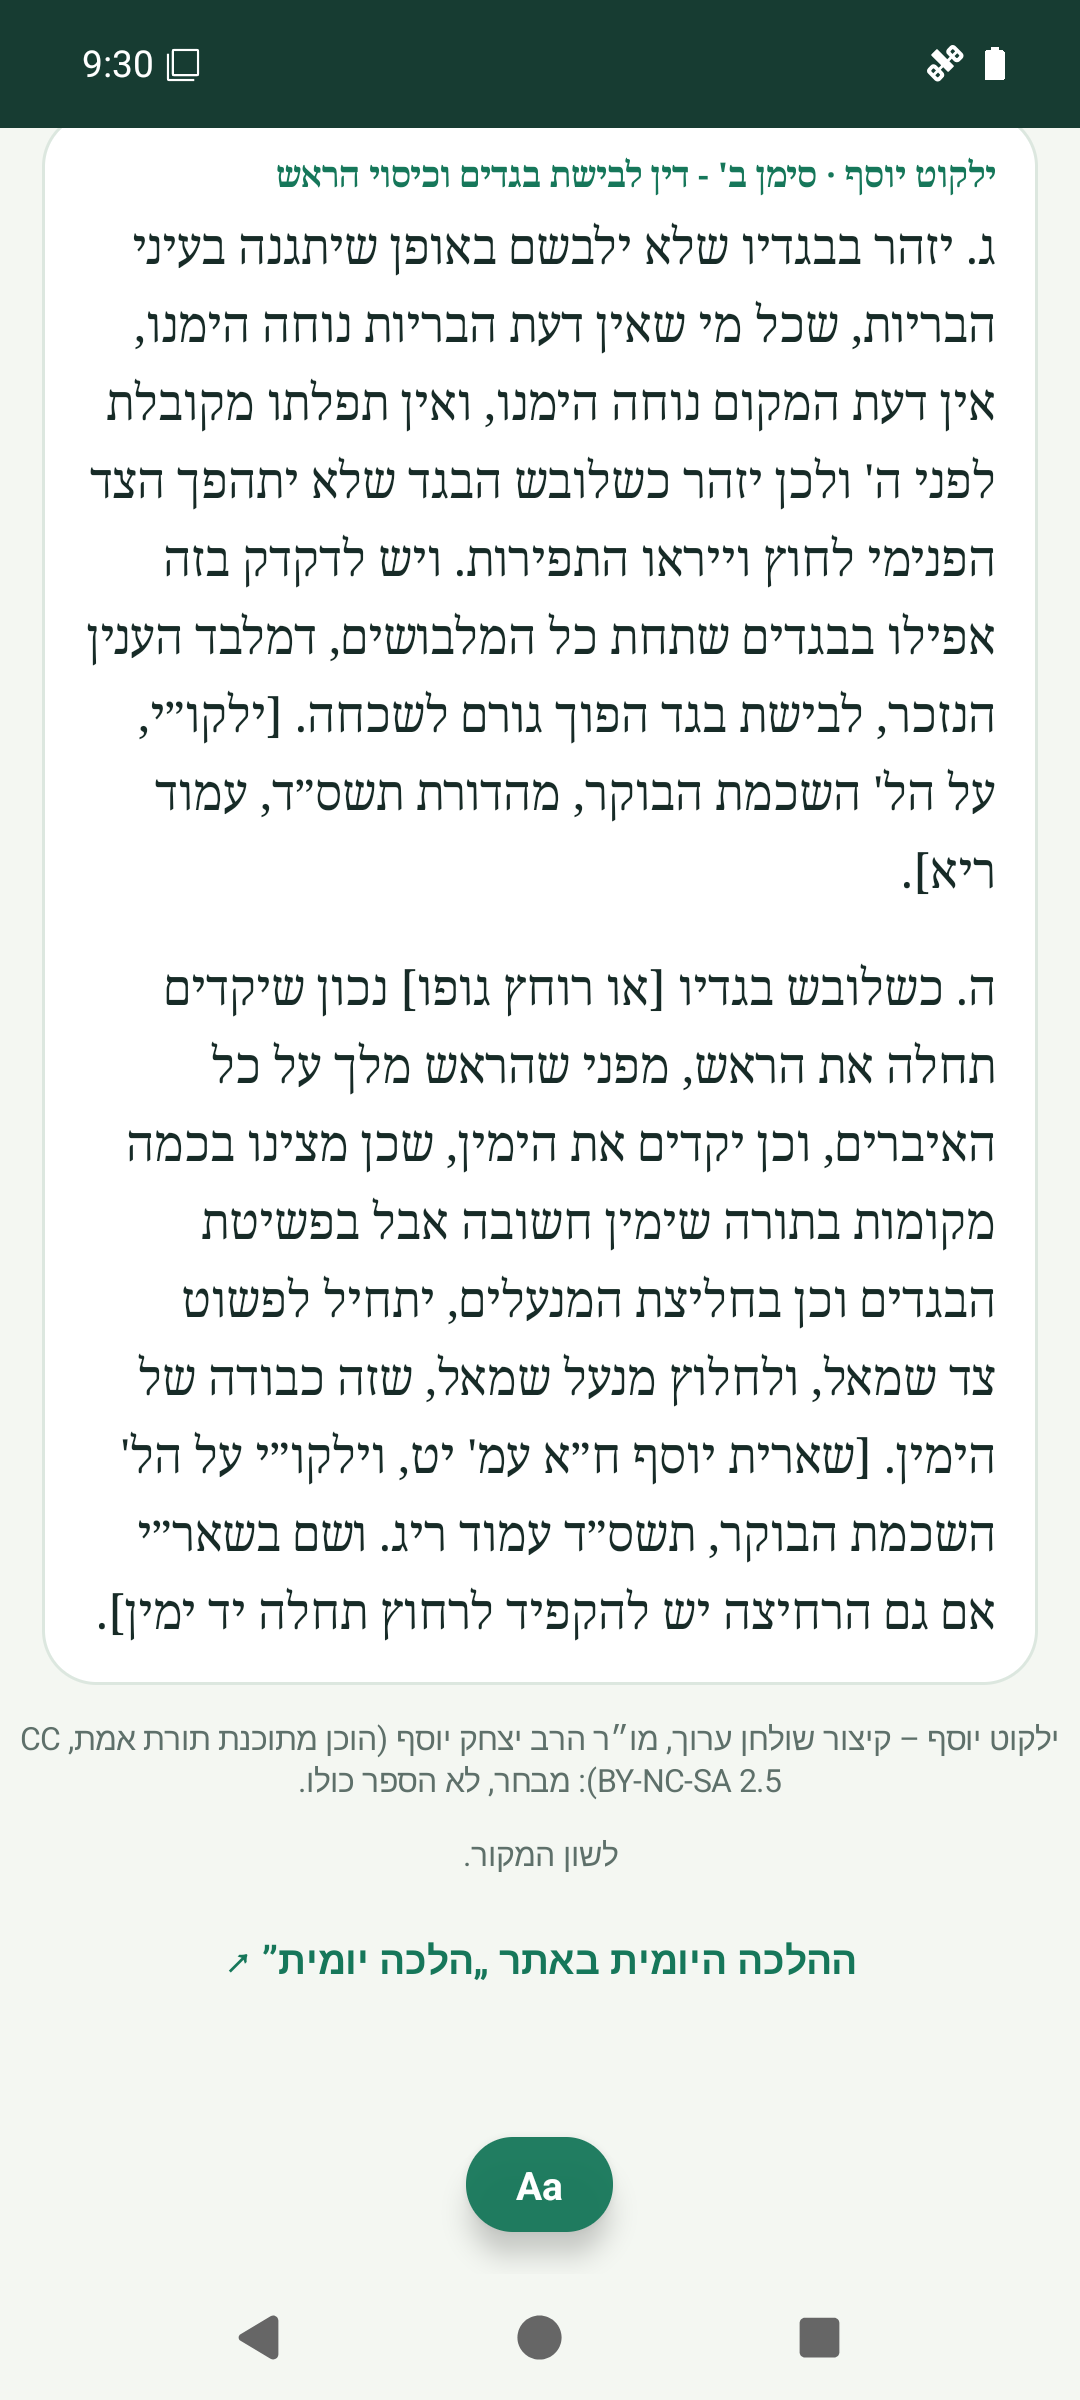 9:30
ילקוט יוסף · סימן ב' - דין לבישת בגדים וכיסוי הראש
ג. יזהר בבגדיו שלא ילבשם באופן שיתגנה בעיני
הבריות, שכל מי שאין דעת הבריות נוחה הימנו,
אין דעת המקום נוחה הימנו, ואין תפלתו מקובלת
לפני ה' ולכן יזהר כשלובש הבגד שלא יתהפך הצד
הפנימי לחוץ וייראו התפירות. ויש לדקדק בזה
אפילו בבגדים שתחת כל המלבושים, דמלבד הענין
הנזכר, לבישת בגד הפוך גורם לשכחה. [ילקו״י,
על הל' השכמת הבוקר, מהדורת תשס״ד, עמוד
ריא].
ה. כשלובש בגדיו [או רוחץ גופו] נכון שיקדים
תחלה את הראש, מפני שהראש מלך על כל
האיברים, וכן יקדים את הימין, שכן מצינו בכמה
מקומות בתורה שימין חשובה אבל בפשיטת
הבגדים וכן בחליצת המנעלים, יתחיל לפשוט
צד שמאל, ולחלוץ מנעל שמאל, שזה כבודה של
הימין. [שארית יוסף ח״א עמ' יט, וילקו״י על הל'
השכמת הבוקר, תשס״ד עמוד ריג. ושם בשאר״י
אם גם הרחיצה יש להקפיד לרחוץ תחלה יד ימין].
ילקוט יוסף – קיצור שולחן ערוך, מו״ר הרב יצחק יוסף (הוכן מתוכנת תורת אמת, CC
BY-NC-SA 2.5): מבחר, לא הספר כולו.
לשון המקור.
ההלכה היומית באתר „הלכה יומית” ↗
Aa